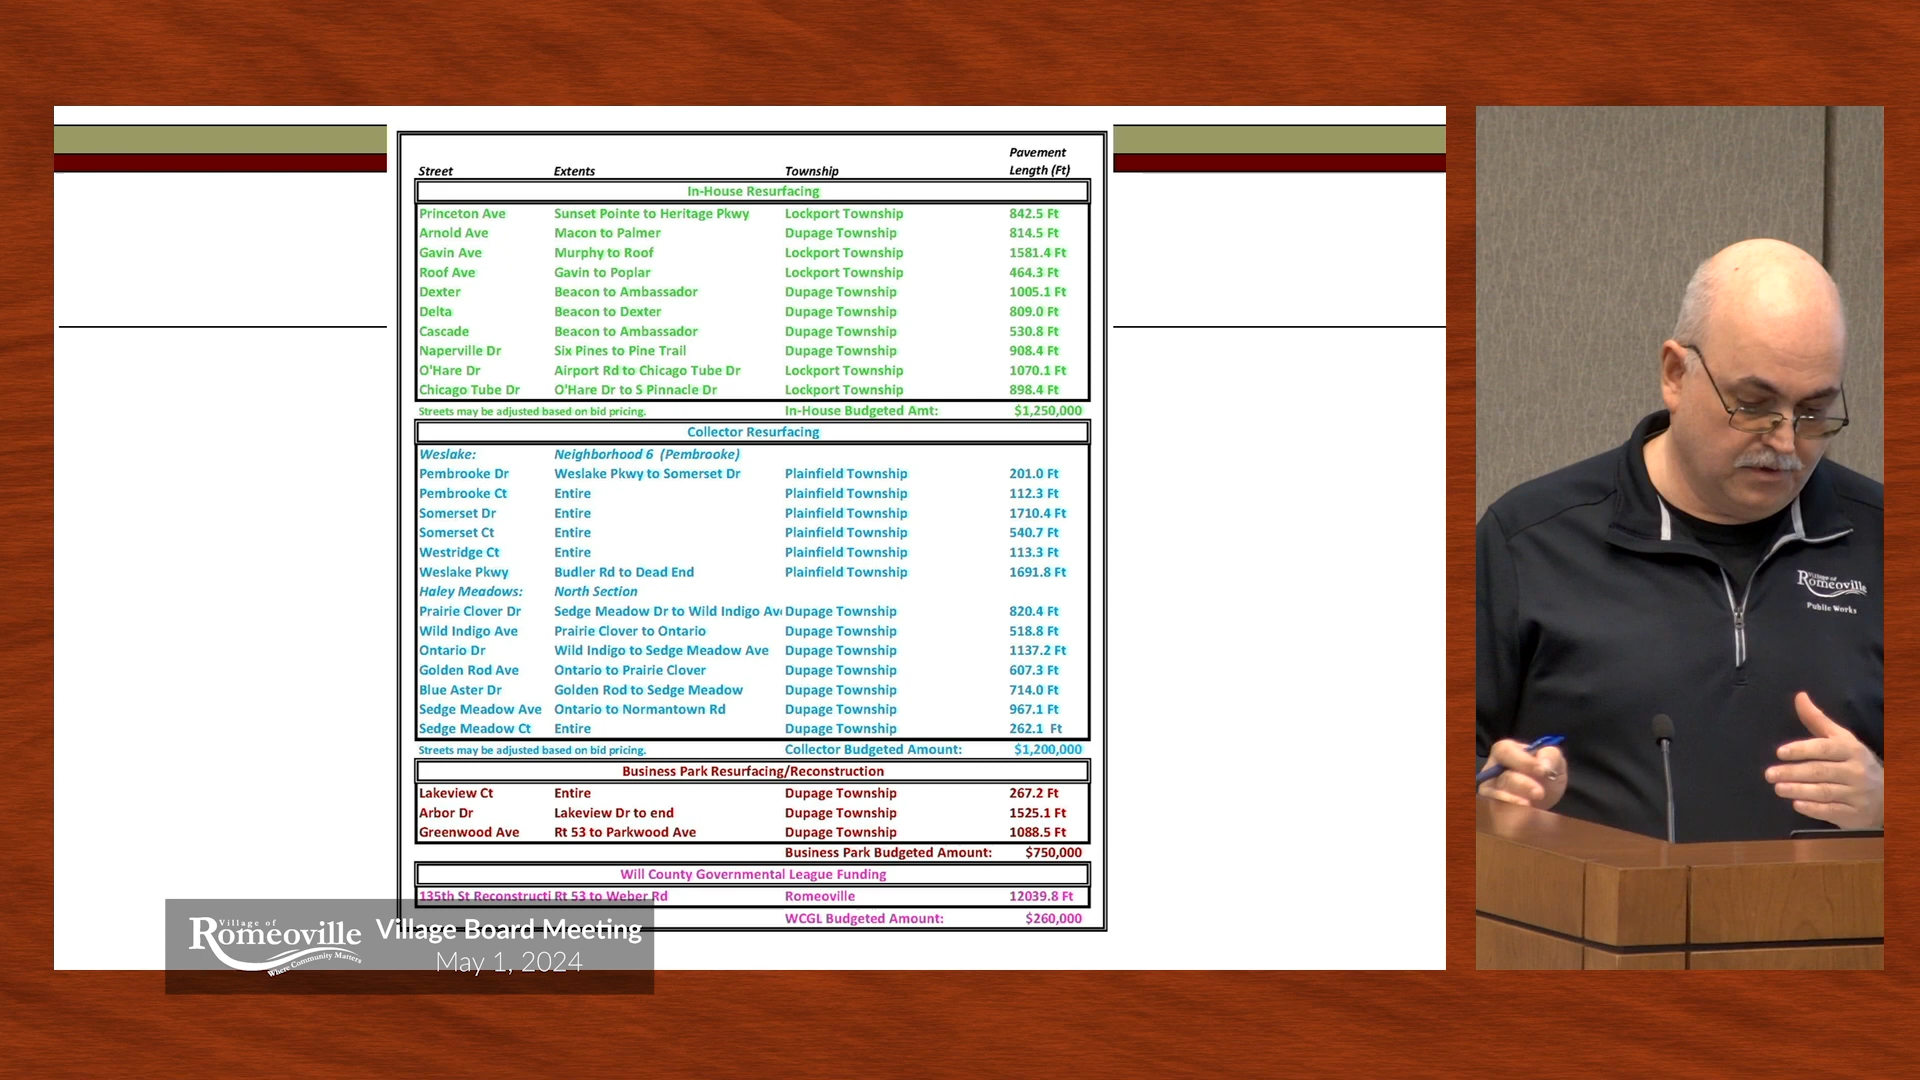 Pavement
Street Extents Township Length (Ft)
In-House Resurfacing
Princeton Ave Sunset Pointe to Heritage Pkwy Lockport Township 842.5 Ft
Arnold Ave Macon to Palmer Dupage Township 814.5 Ft
Gavin Ave Murphy to Roof Lockport Township 1581.4 Ft
Roof Ave Gavin to Poplar Lockport Township 464.3 Ft
Dexter Beacon to Ambassador Dupage Township 1005.1 Ft
Delta Beacon to Dexter Dupage Township 809.0 Ft
Cascade Beacon to Ambassador Dupage Township 530.8 Ft
Naperville Dr Six Pines to Pine Trail Dupage Township 908.4 Ft
O'Hare Dr Airport Rd to Chicago Tube Dr Lockport Township 1070.1 Ft
Chicago Tube Dr O'Hare Dr to S Pinnacle Dr Lockport Township 898.4 Ft
Streets may be adjusted based on bid pricing. In-House Budgeted Amt: $1,250,000
Collector Resurfacing
Weslake: Neighborhood 6 (Pembrooke)
Pembrooke Dr Weslake Pkwy to Somerset Dr Plainfield Township 201.0 Ft
Pembrooke Ct Entire Plainfield Township 112.3 Ft
Somerset Dr Entire Plainfield Township 1710.4 Ft
Somerset Ct Entire Plainfield Township 540.7 Ft
Westridge Ct Entire Plainfield Township 113.3 Ft
Weslake Pkwy Budler Rd to Dead End Plainfield Township 1691.8 Ft
Haley Meadows: North Section
Prairie Clover Dr Sedge Meadow Dr to Wild Indigo Av Dupage Township 820.4 Ft
Wild Indigo Ave Prairie Clover to Ontario Dupage Township 518.8 Ft
Ontario Dr Wild Indigo to Sedge Meadow Ave Dupage Township 1137.2 Ft
Golden Rod Ave Ontario to Prairie Clover Dupage Township 607.3 Ft
Blue Aster Dr Golden Rod to Sedge Meadow Dupage Township 714.0 Ft
Sedge Meadow Ave Ontario to Normantown Rd Dupage Township 967.1 Ft
Sedge Meadow Ct Entire Dupage Township 262.1 Ft
Streets may be adjusted based on bid pricing. Collector Budgeted Amount: $1,200,000
Business Park Resurfacing/Reconstruction
Lakeview Ct Entire Dupage Township 267.2 Ft
Arbor Dr Lakeview Dr to end Dupage Township 1525.1 Ft
Greenwood Ave Rt 53 to Parkwood Ave Dupage Township 1088.5 Ft
Business Park Budgeted Amount: $750,000
Will County Governmental League Funding
135th St Reconstructi Rt 53 to Weber Rd Romeoville 12039.8 Ft
WCGL Budgeted Amount: $260,000
Village of
Romeoville
Where Community Matters
Village Board Meeting
May 1, 2024
Village of
Romeoville
Public Works